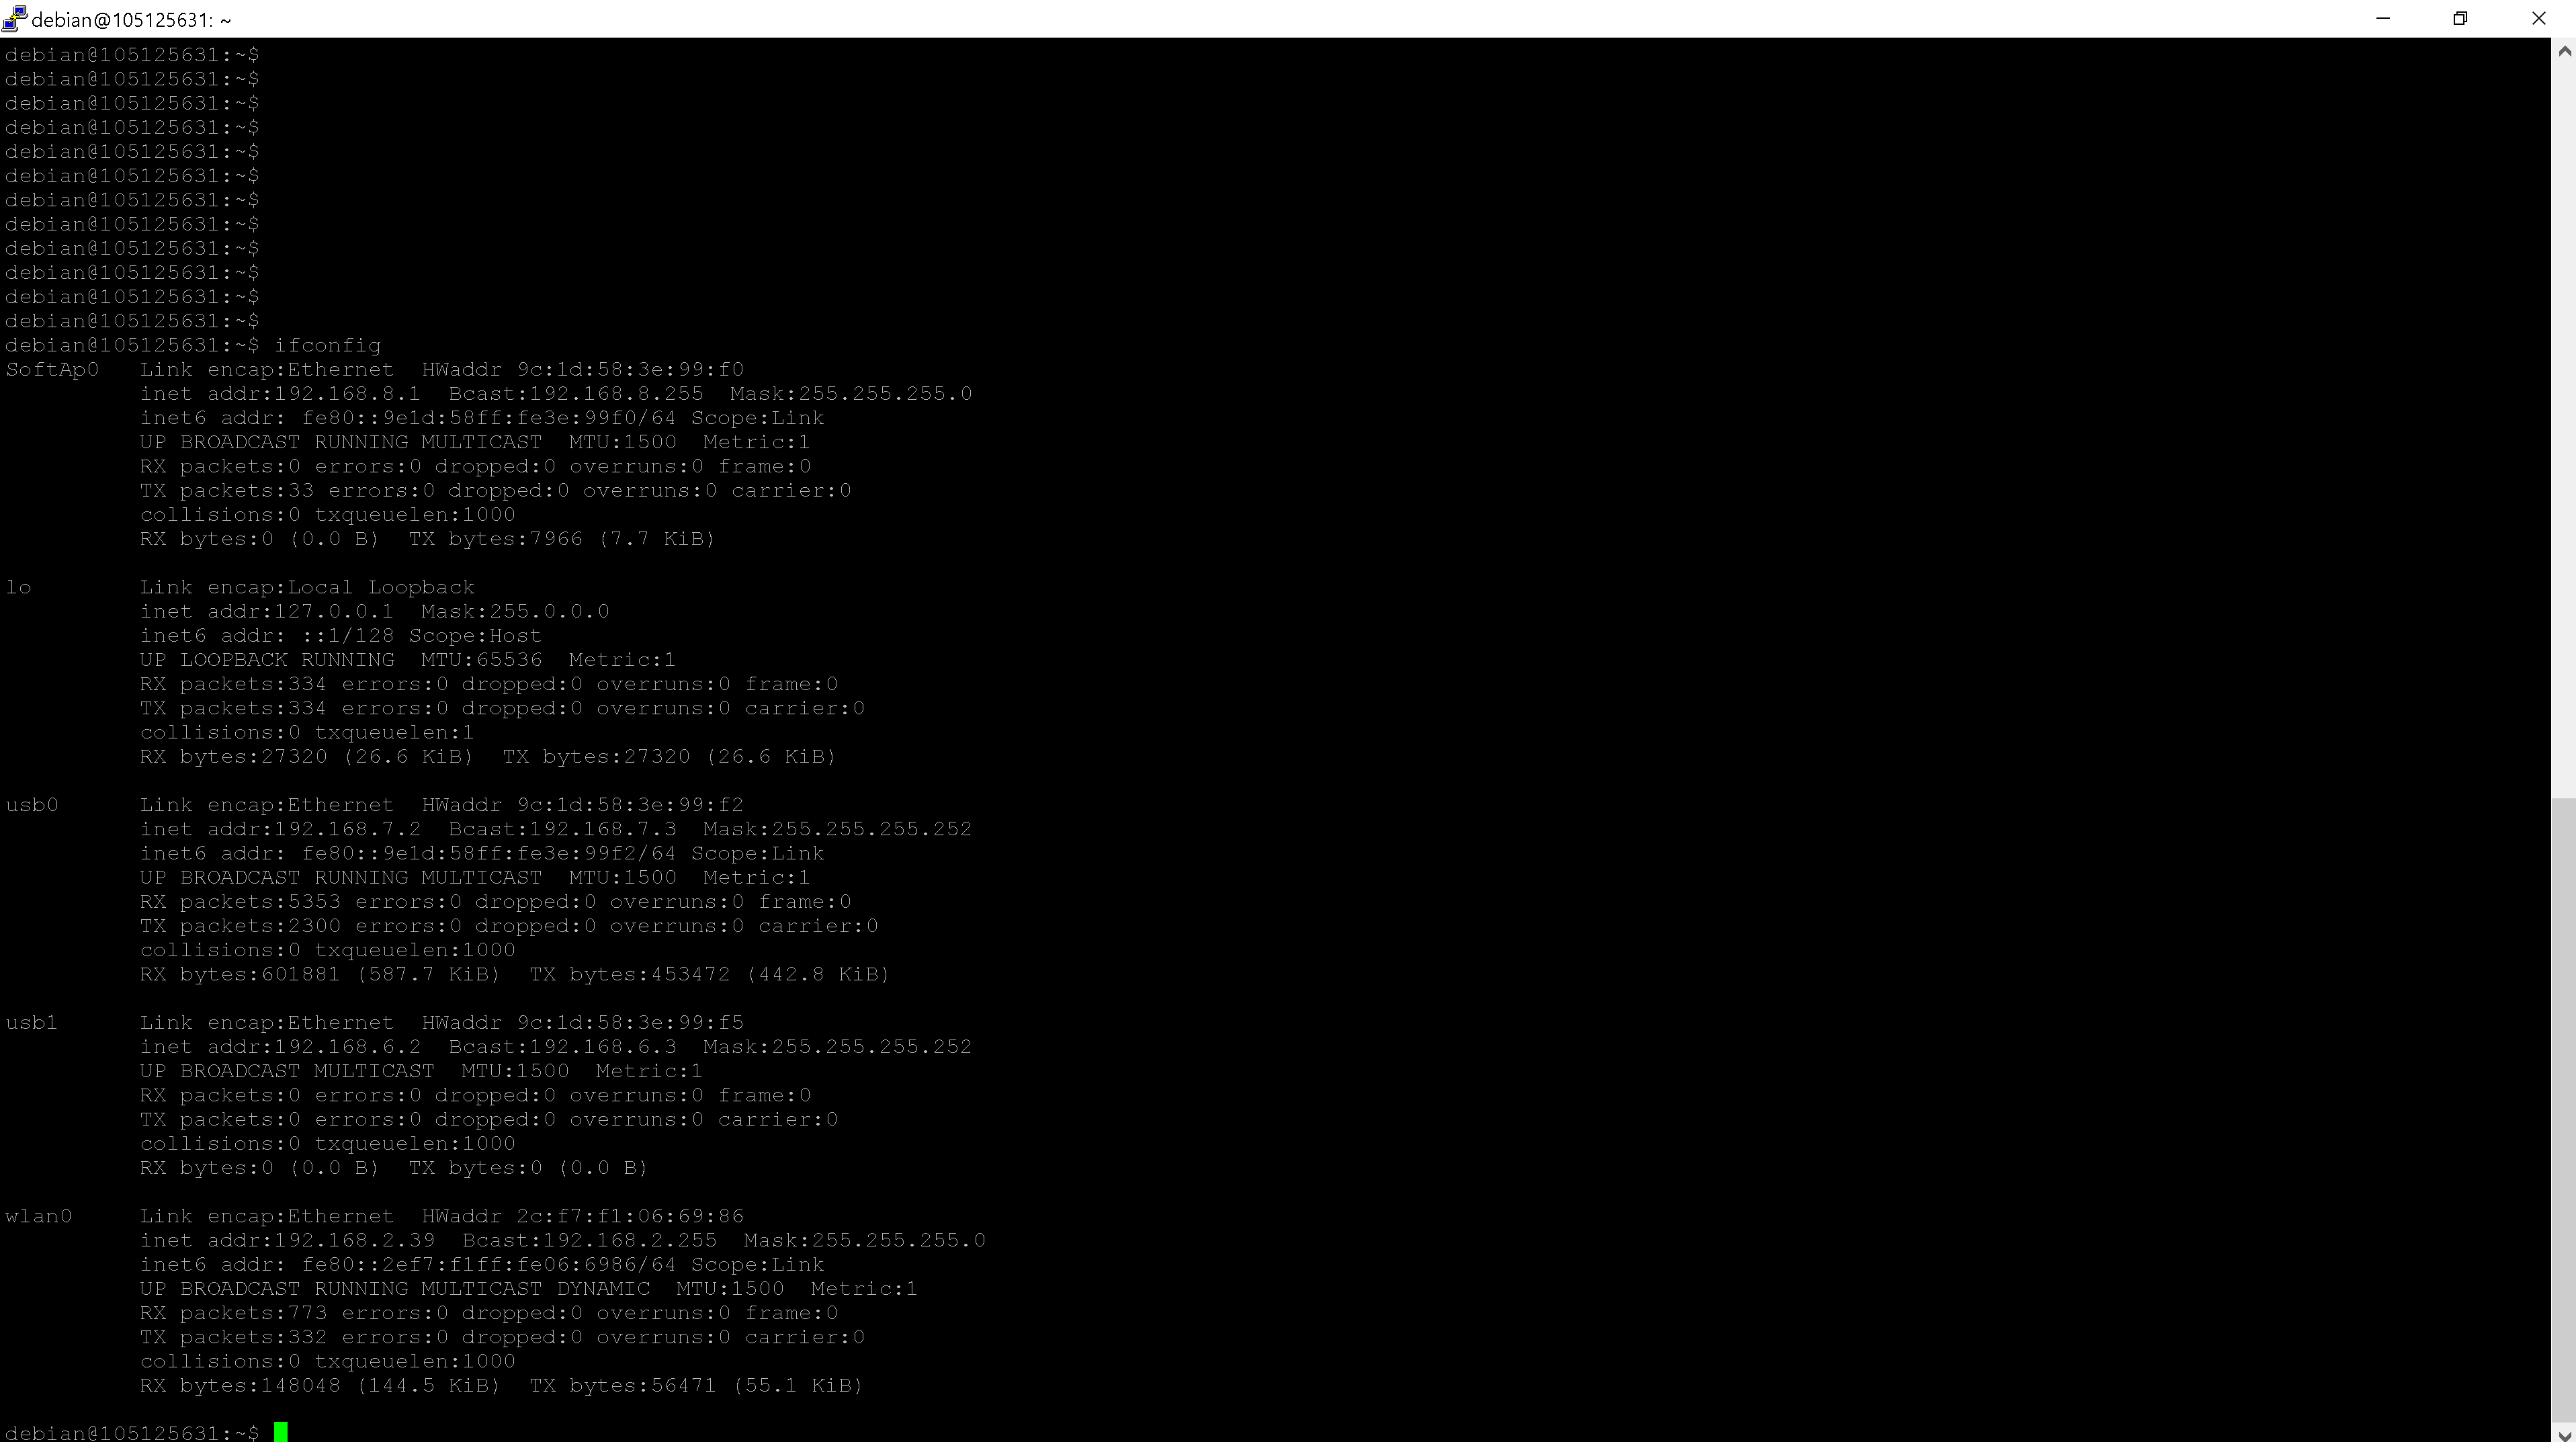 debian@105125631: ~
debian@105125631:~$
debian@105125631:~$
debian@105125631:~$
debian@105125631:~$
debian@105125631:~$
debian@105125631:~$
debian@105125631:~$
debian@105125631:~$
debian@105125631:~$
debian@105125631:~$
debian@105125631:~$
debian@105125631:~$
debian@105125631:~$ ifconfig
SoftAp0   Link encap:Ethernet  HWaddr 9c:1d:58:3e:99:f0
          inet addr:192.168.8.1  Bcast:192.168.8.255  Mask:255.255.255.0
          inet6 addr: fe80::9e1d:58ff:fe3e:99f0/64 Scope:Link
          UP BROADCAST RUNNING MULTICAST  MTU:1500  Metric:1
          RX packets:0 errors:0 dropped:0 overruns:0 frame:0
          TX packets:33 errors:0 dropped:0 overruns:0 carrier:0
          collisions:0 txqueuelen:1000
          RX bytes:0 (0.0 B)  TX bytes:7966 (7.7 KiB)

lo        Link encap:Local Loopback
          inet addr:127.0.0.1  Mask:255.0.0.0
          inet6 addr: ::1/128 Scope:Host
          UP LOOPBACK RUNNING  MTU:65536  Metric:1
          RX packets:334 errors:0 dropped:0 overruns:0 frame:0
          TX packets:334 errors:0 dropped:0 overruns:0 carrier:0
          collisions:0 txqueuelen:1
          RX bytes:27320 (26.6 KiB)  TX bytes:27320 (26.6 KiB)

usb0      Link encap:Ethernet  HWaddr 9c:1d:58:3e:99:f2
          inet addr:192.168.7.2  Bcast:192.168.7.3  Mask:255.255.255.252
          inet6 addr: fe80::9e1d:58ff:fe3e:99f2/64 Scope:Link
          UP BROADCAST RUNNING MULTICAST  MTU:1500  Metric:1
          RX packets:5353 errors:0 dropped:0 overruns:0 frame:0
          TX packets:2300 errors:0 dropped:0 overruns:0 carrier:0
          collisions:0 txqueuelen:1000
          RX bytes:601881 (587.7 KiB)  TX bytes:453472 (442.8 KiB)

usb1      Link encap:Ethernet  HWaddr 9c:1d:58:3e:99:f5
          inet addr:192.168.6.2  Bcast:192.168.6.3  Mask:255.255.255.252
          UP BROADCAST MULTICAST  MTU:1500  Metric:1
          RX packets:0 errors:0 dropped:0 overruns:0 frame:0
          TX packets:0 errors:0 dropped:0 overruns:0 carrier:0
          collisions:0 txqueuelen:1000
          RX bytes:0 (0.0 B)  TX bytes:0 (0.0 B)

wlan0     Link encap:Ethernet  HWaddr 2c:f7:f1:06:69:86
          inet addr:192.168.2.39  Bcast:192.168.2.255  Mask:255.255.255.0
          inet6 addr: fe80::2ef7:f1ff:fe06:6986/64 Scope:Link
          UP BROADCAST RUNNING MULTICAST DYNAMIC  MTU:1500  Metric:1
          RX packets:773 errors:0 dropped:0 overruns:0 frame:0
          TX packets:332 errors:0 dropped:0 overruns:0 carrier:0
          collisions:0 txqueuelen:1000
          RX bytes:148048 (144.5 KiB)  TX bytes:56471 (55.1 KiB)

debian@105125631:~$